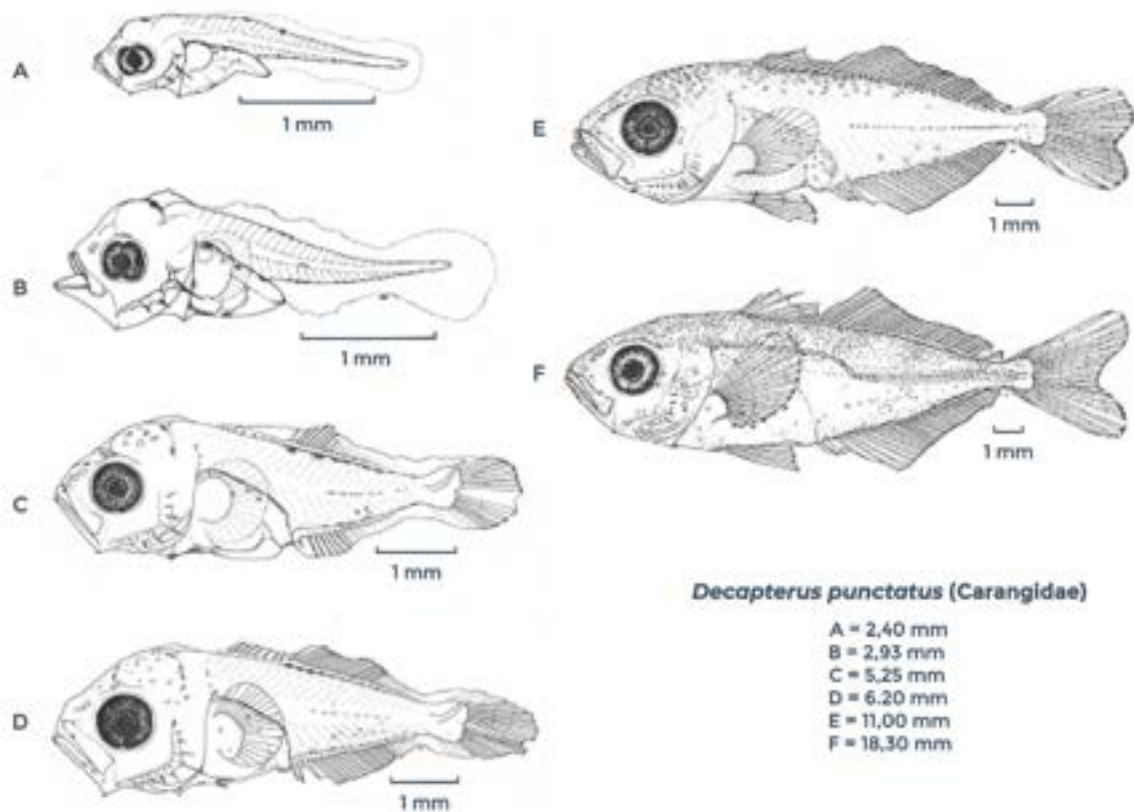 A
1 mm
B
1 mm
C
1 mm
D
1 mm
E
1 mm
F
1 mm
Decapterus punctatus (Carangidae)
A = 2,40 mm
B = 2,93 mm
C = 5,25 mm
D = 6.20 mm
E = 11,00 mm
F = 18,30 mm